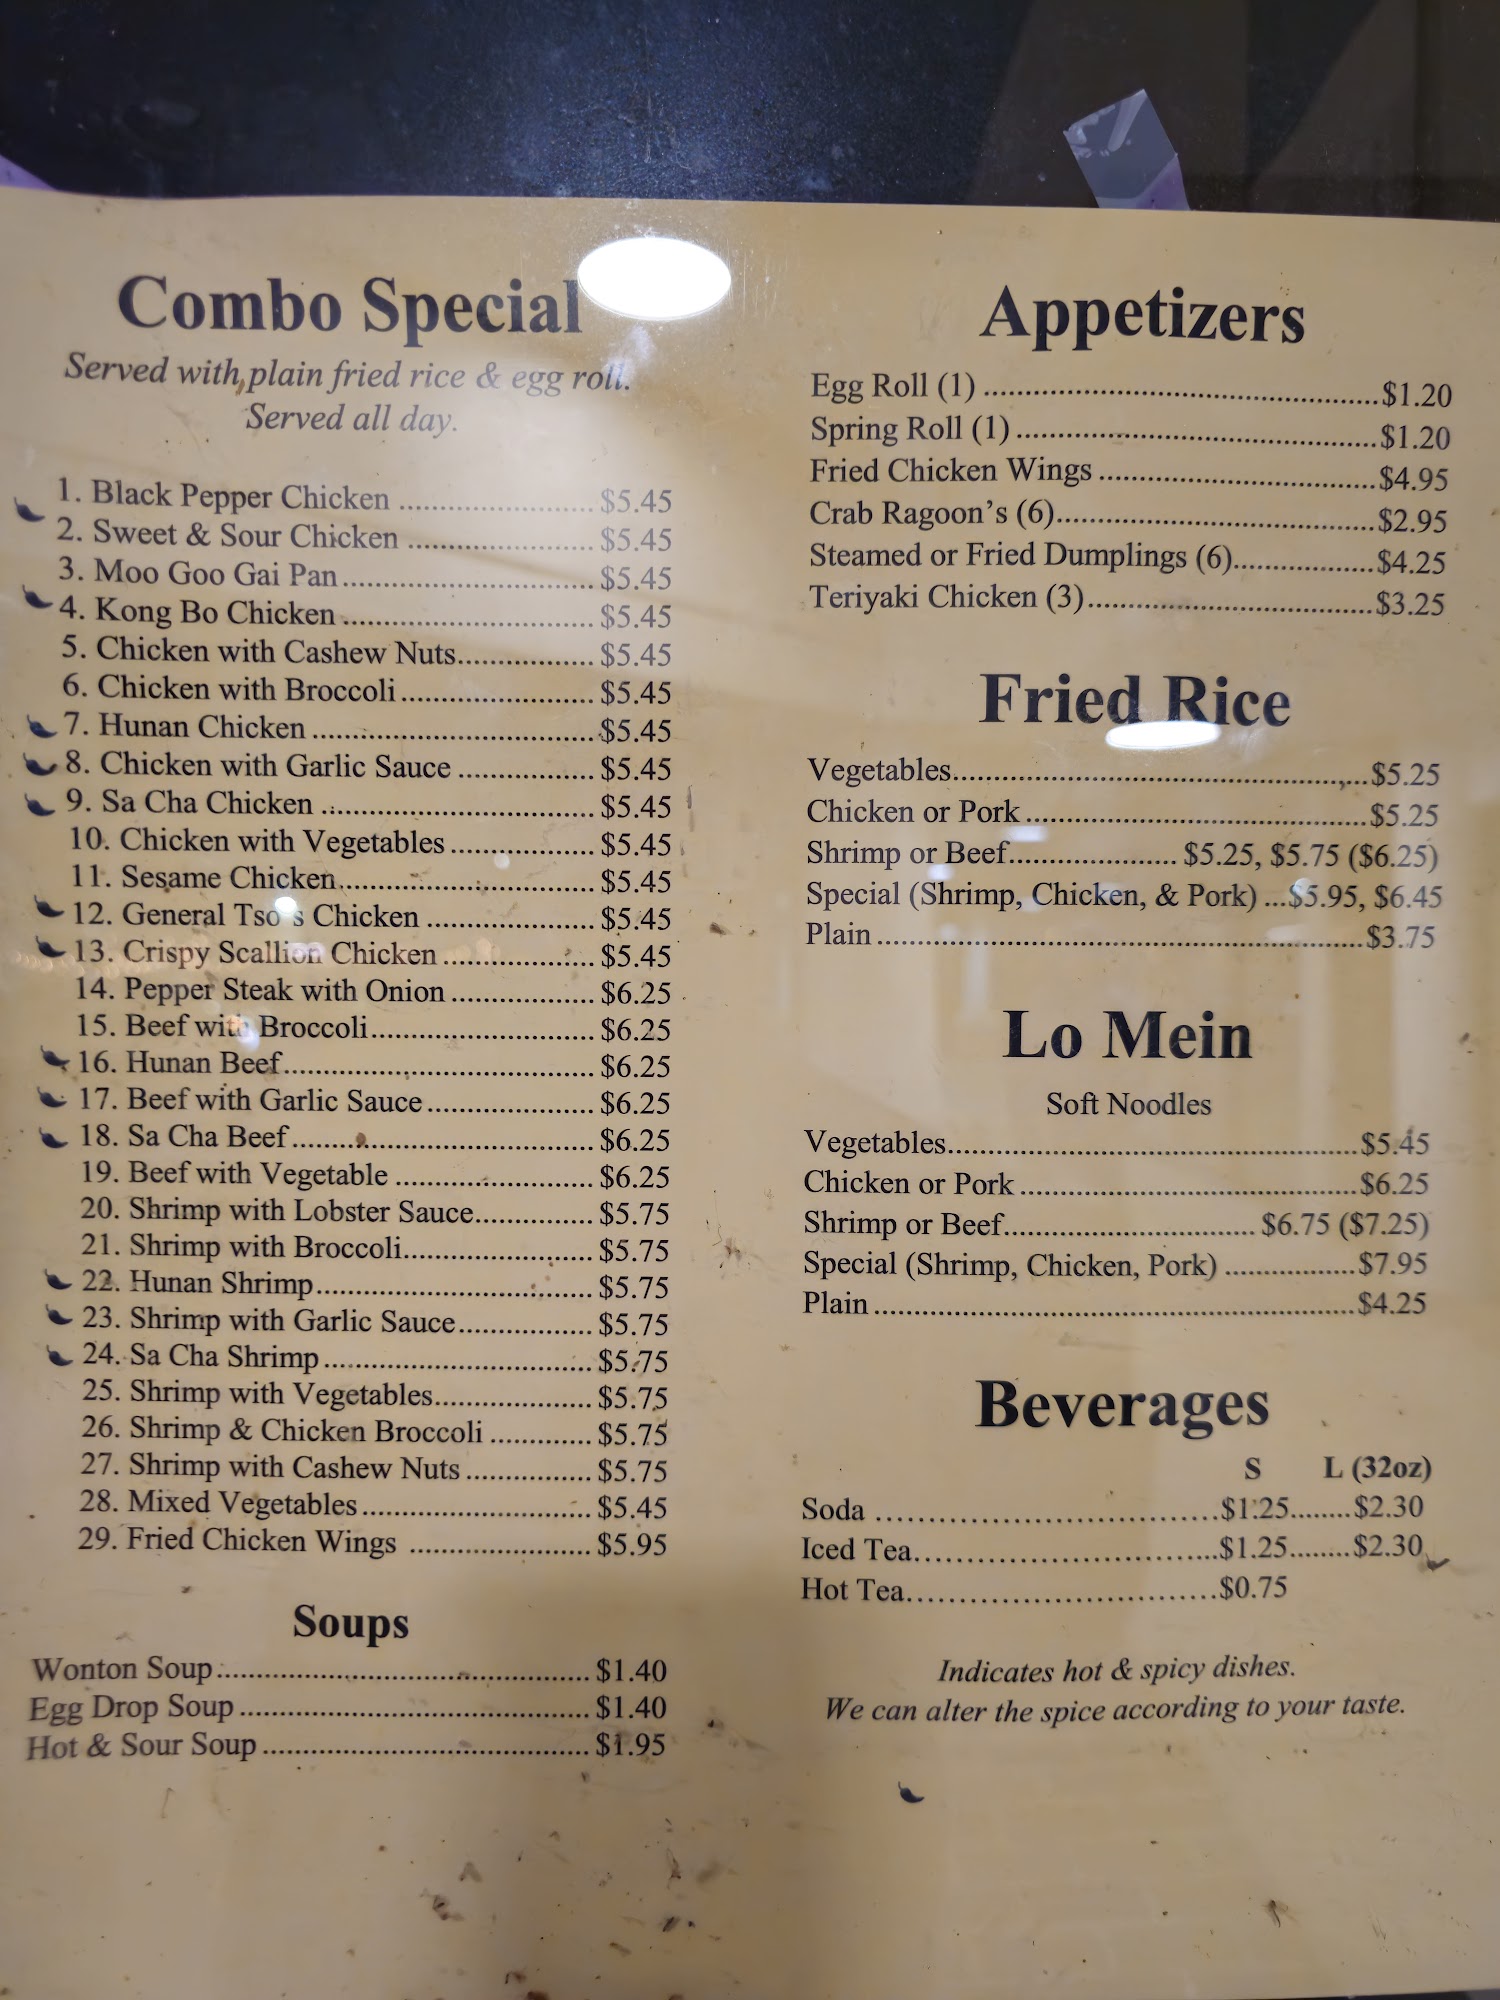 Combo Special
Served with plain fried rice & egg roll.
Served all day.
1. Black Pepper Chicken ........................ $5.45
2. Sweet & Sour Chicken ....................... $5.45
3. Moo Goo Gai Pan ............................... $5.45
4. Kong Bo Chicken ............................... $5.45
5. Chicken with Cashew Nuts ................. $5.45
6. Chicken with Broccoli ........................ $5.45
7. Hunan Chicken ................................... $5.45
8. Chicken with Garlic Sauce ................. $5.45
9. Sa Cha Chicken .................................. $5.45
10. Chicken with Vegetables .................. $5.45
11. Sesame Chicken ................................ $5.45
12. General Tso's Chicken ..................... $5.45
13. Crispy Scallion Chicken ................... $5.45
14. Pepper Steak with Onion .................. $6.25
15. Beef with Broccoli ............................ $6.25
16. Hunan Beef ....................................... $6.25
17. Beef with Garlic Sauce ..................... $6.25
18. Sa Cha Beef ...................................... $6.25
19. Beef with Vegetable ......................... $6.25
20. Shrimp with Lobster Sauce ............... $5.75
21. Shrimp with Broccoli ........................ $5.75
22. Hunan Shrimp ................................... $5.75
23. Shrimp with Garlic Sauce ................. $5.75
24. Sa Cha Shrimp .................................. $5.75
25. Shrimp with Vegetables .................... $5.75
26. Shrimp & Chicken Broccoli ............. $5.75
27. Shrimp with Cashew Nuts ................ $5.75
28. Mixed Vegetables ............................. $5.45
29. Fried Chicken Wings ....................... $5.95
Soups
Wonton Soup ............................................... $1.40
Egg Drop Soup ............................................ $1.40
Hot & Sour Soup ......................................... $1.95
Appetizers
Egg Roll (1) .................................................. $1.20
Spring Roll (1) .............................................. $1.20
Fried Chicken Wings ................................... $4.95
Crab Ragoon's (6) ........................................ $2.95
Steamed or Fried Dumplings (6) ................. $4.25
Teriyaki Chicken (3) .................................... $3.25
Fried Rice
Vegetables .................................................... $5.25
Chicken or Pork ........................................... $5.25
Shrimp or Beef ..................... $5.25, $5.75 ($6.25)
Special (Shrimp, Chicken, & Pork) ... $5.95, $6.45
Plain ............................................................. $3.75
Lo Mein
Soft Noodles
Vegetables .................................................... $5.45
Chicken or Pork ........................................... $6.25
Shrimp or Beef ................................ $6.75 ($7.25)
Special (Shrimp, Chicken, Pork) ................. $7.95
Plain ............................................................. $4.25
Beverages
S L (32oz)
Soda .................................. $1.25 ........ $2.30
Iced Tea .............................. $1.25 ........ $2.30
Hot Tea ............................... $0.75
Indicates hot & spicy dishes.
We can alter the spice according to your taste.